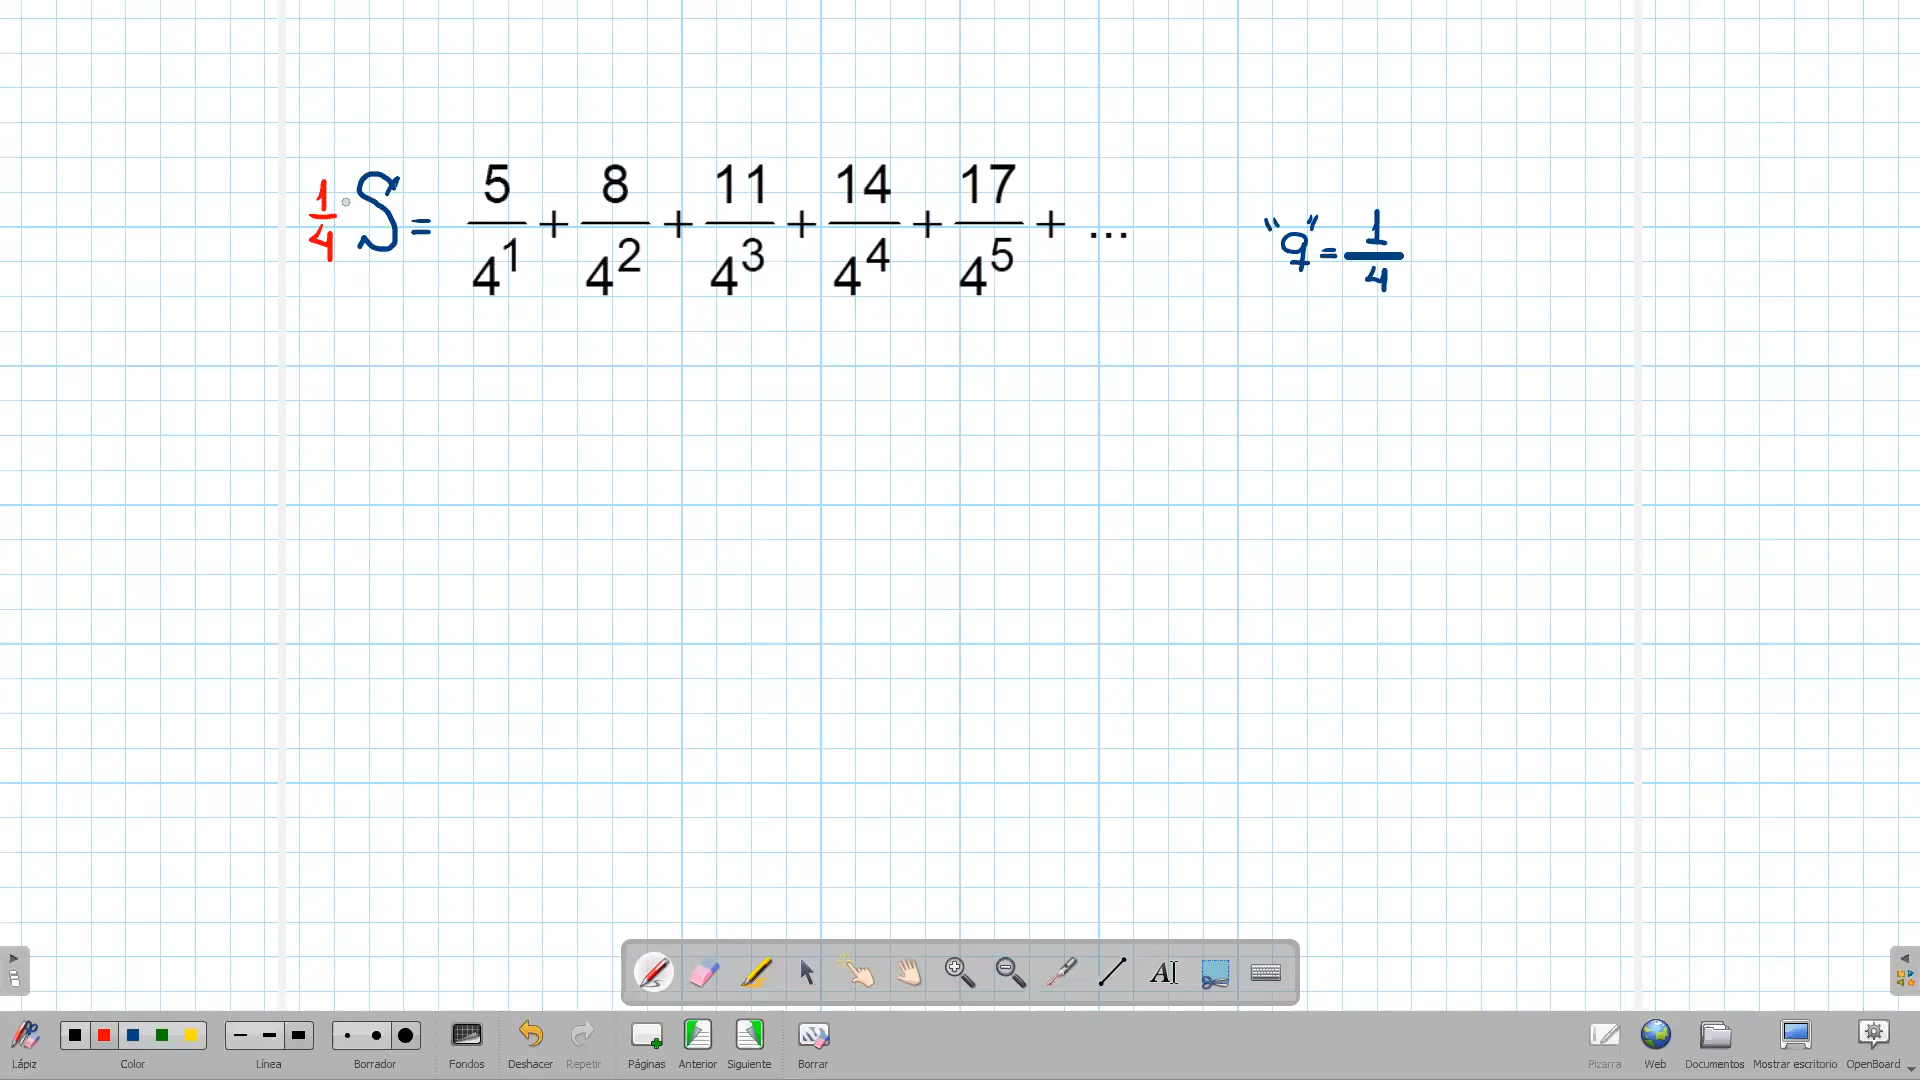 1/4 · S = 5/4^1 + 8/4^2 + 11/4^3 + 14/4^4 + 17/4^5 + ...
"q" = 1/4
AI
Lápiz Color Línea Borrador Fondos Deshacer Repetir Páginas Anterior Siguiente Borrar Pizarra Web Documentos Mostrar escritorio OpenBoard